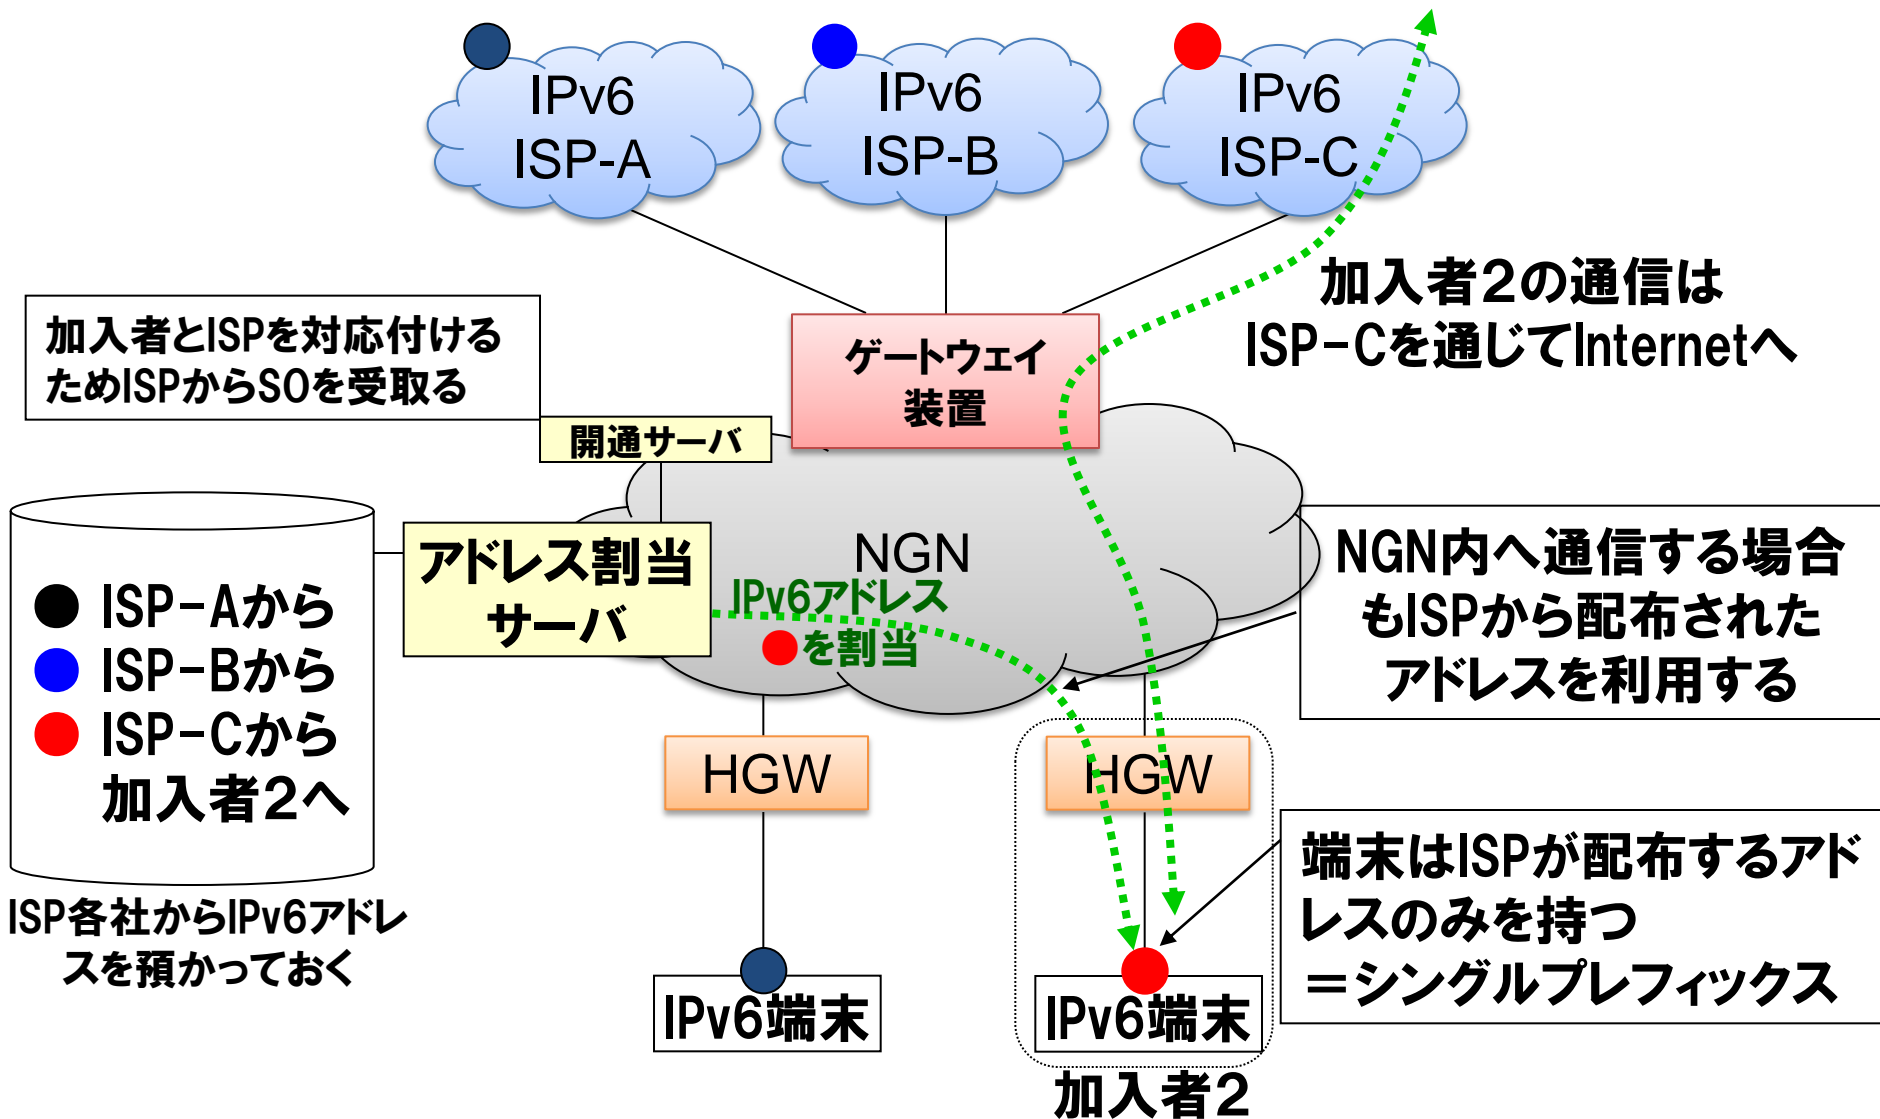 IPv6
ISP-A
IPv6
ISP-B
IPv6
ISP-C
加入者2の通信は
ISP-Cを通じてInternetへ
加入者とISPを対応付ける
ためISPからSOを受取る
ゲートウェイ
装置
開通サーバ
アドレス割当
サーバ
NGN
IPv6アドレス
を割当
NGN内へ通信する場合
もISPから配布された
アドレスを利用する
ISP-Aから
ISP-Bから
ISP-Cから
加入者2へ
ISP各社からIPv6アドレ
スを預かっておく
HGW
HGW
端末はISPが配布するアド
レスのみを持つ
＝シングルプレフィックス
IPv6端末
IPv6端末
加入者2